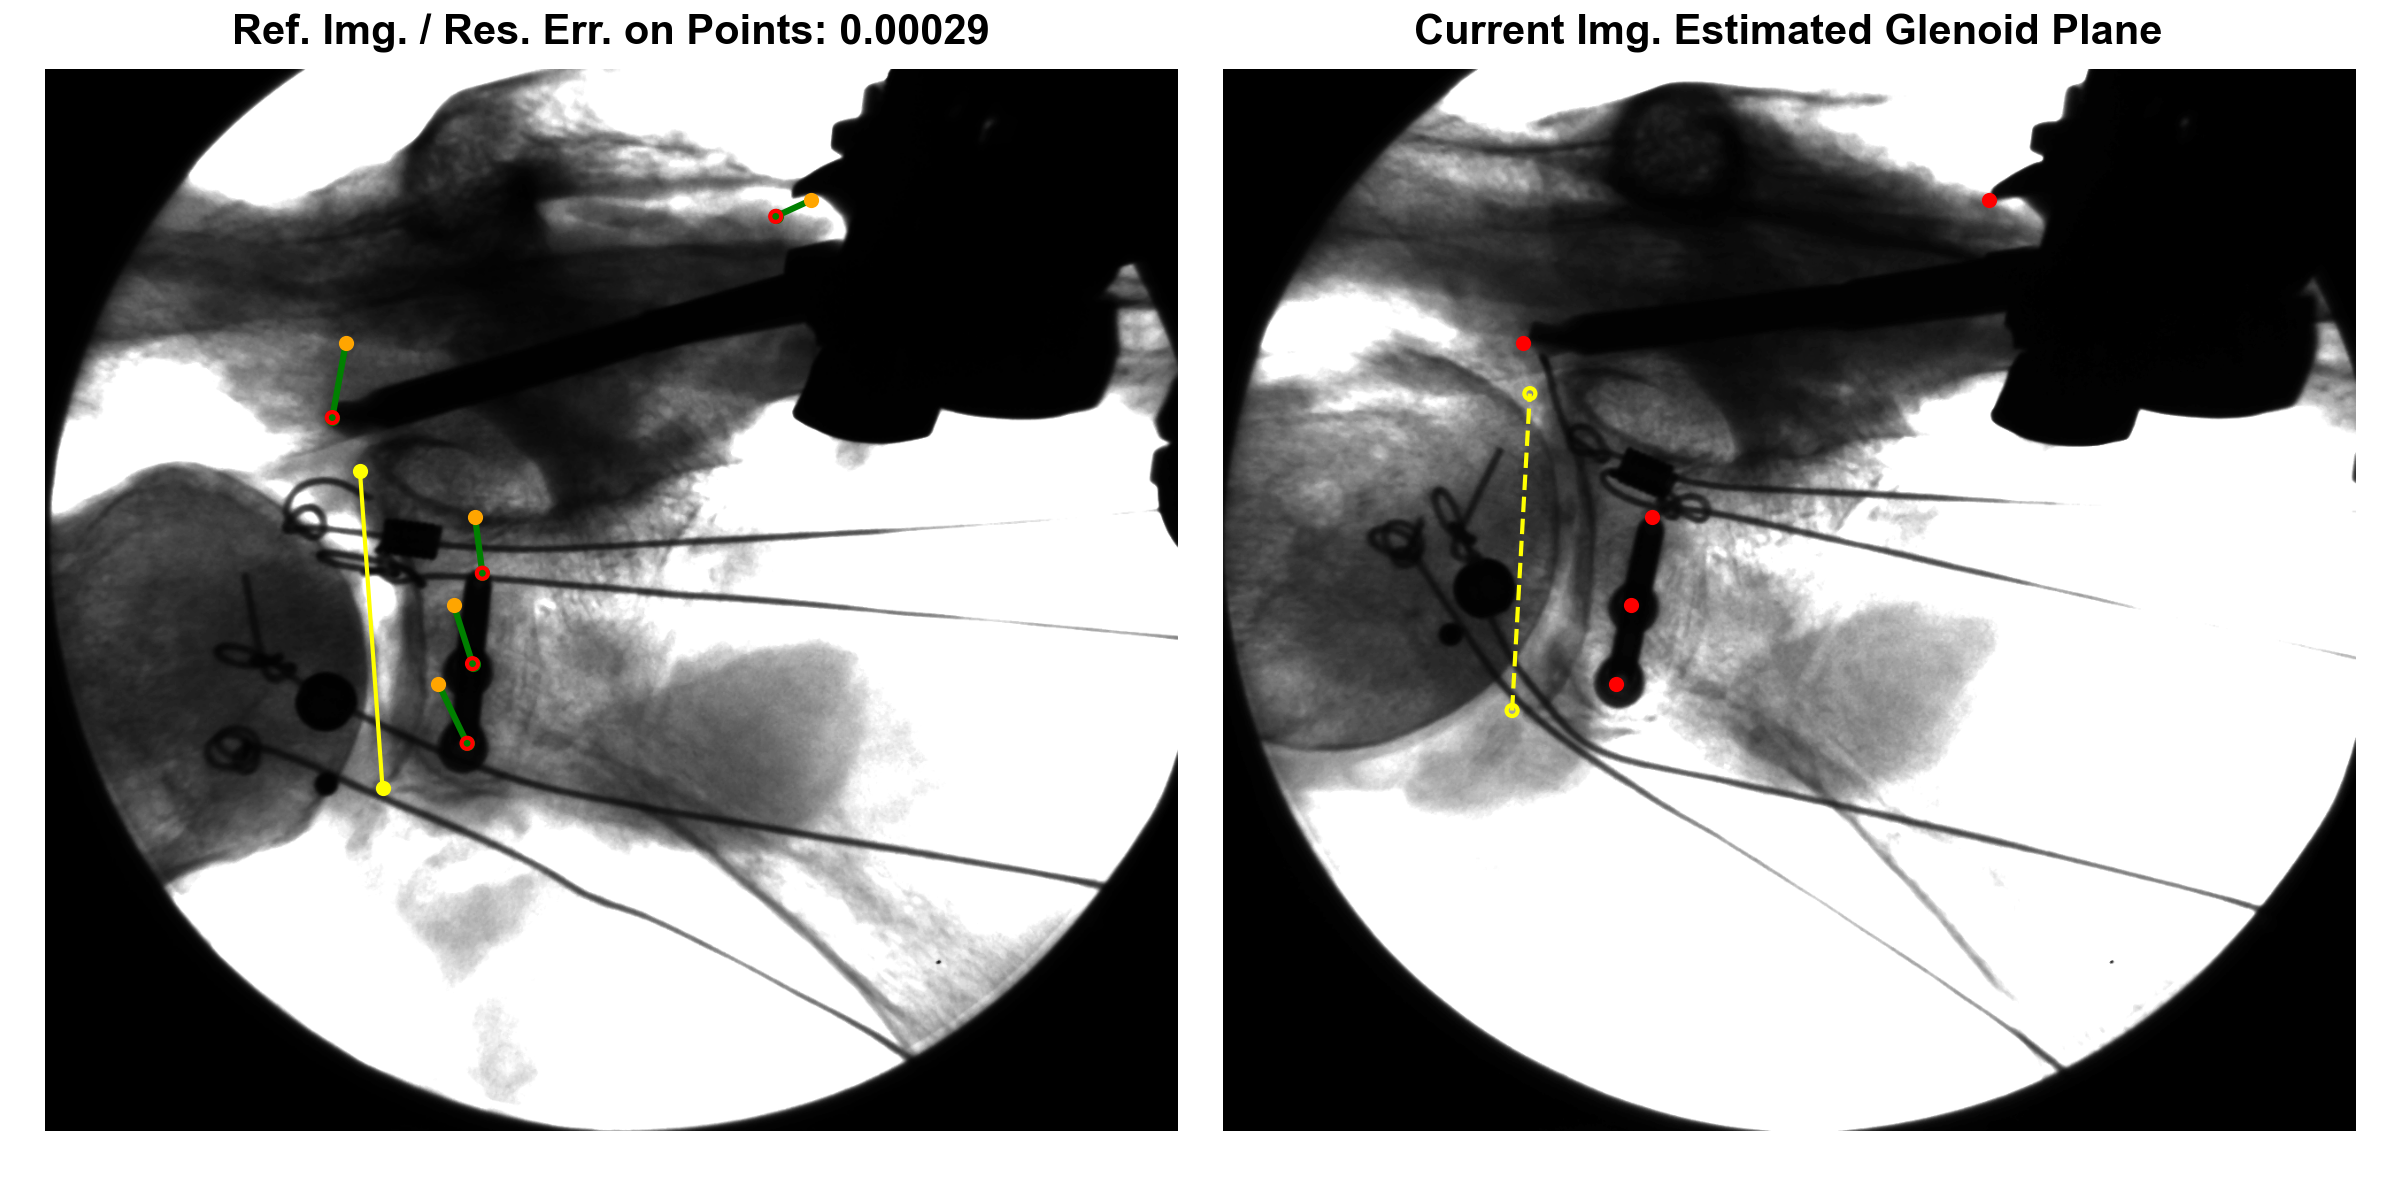 Ref. Img. / Res. Err. on Points: 0.00029
Current Img. Estimated Glenoid Plane